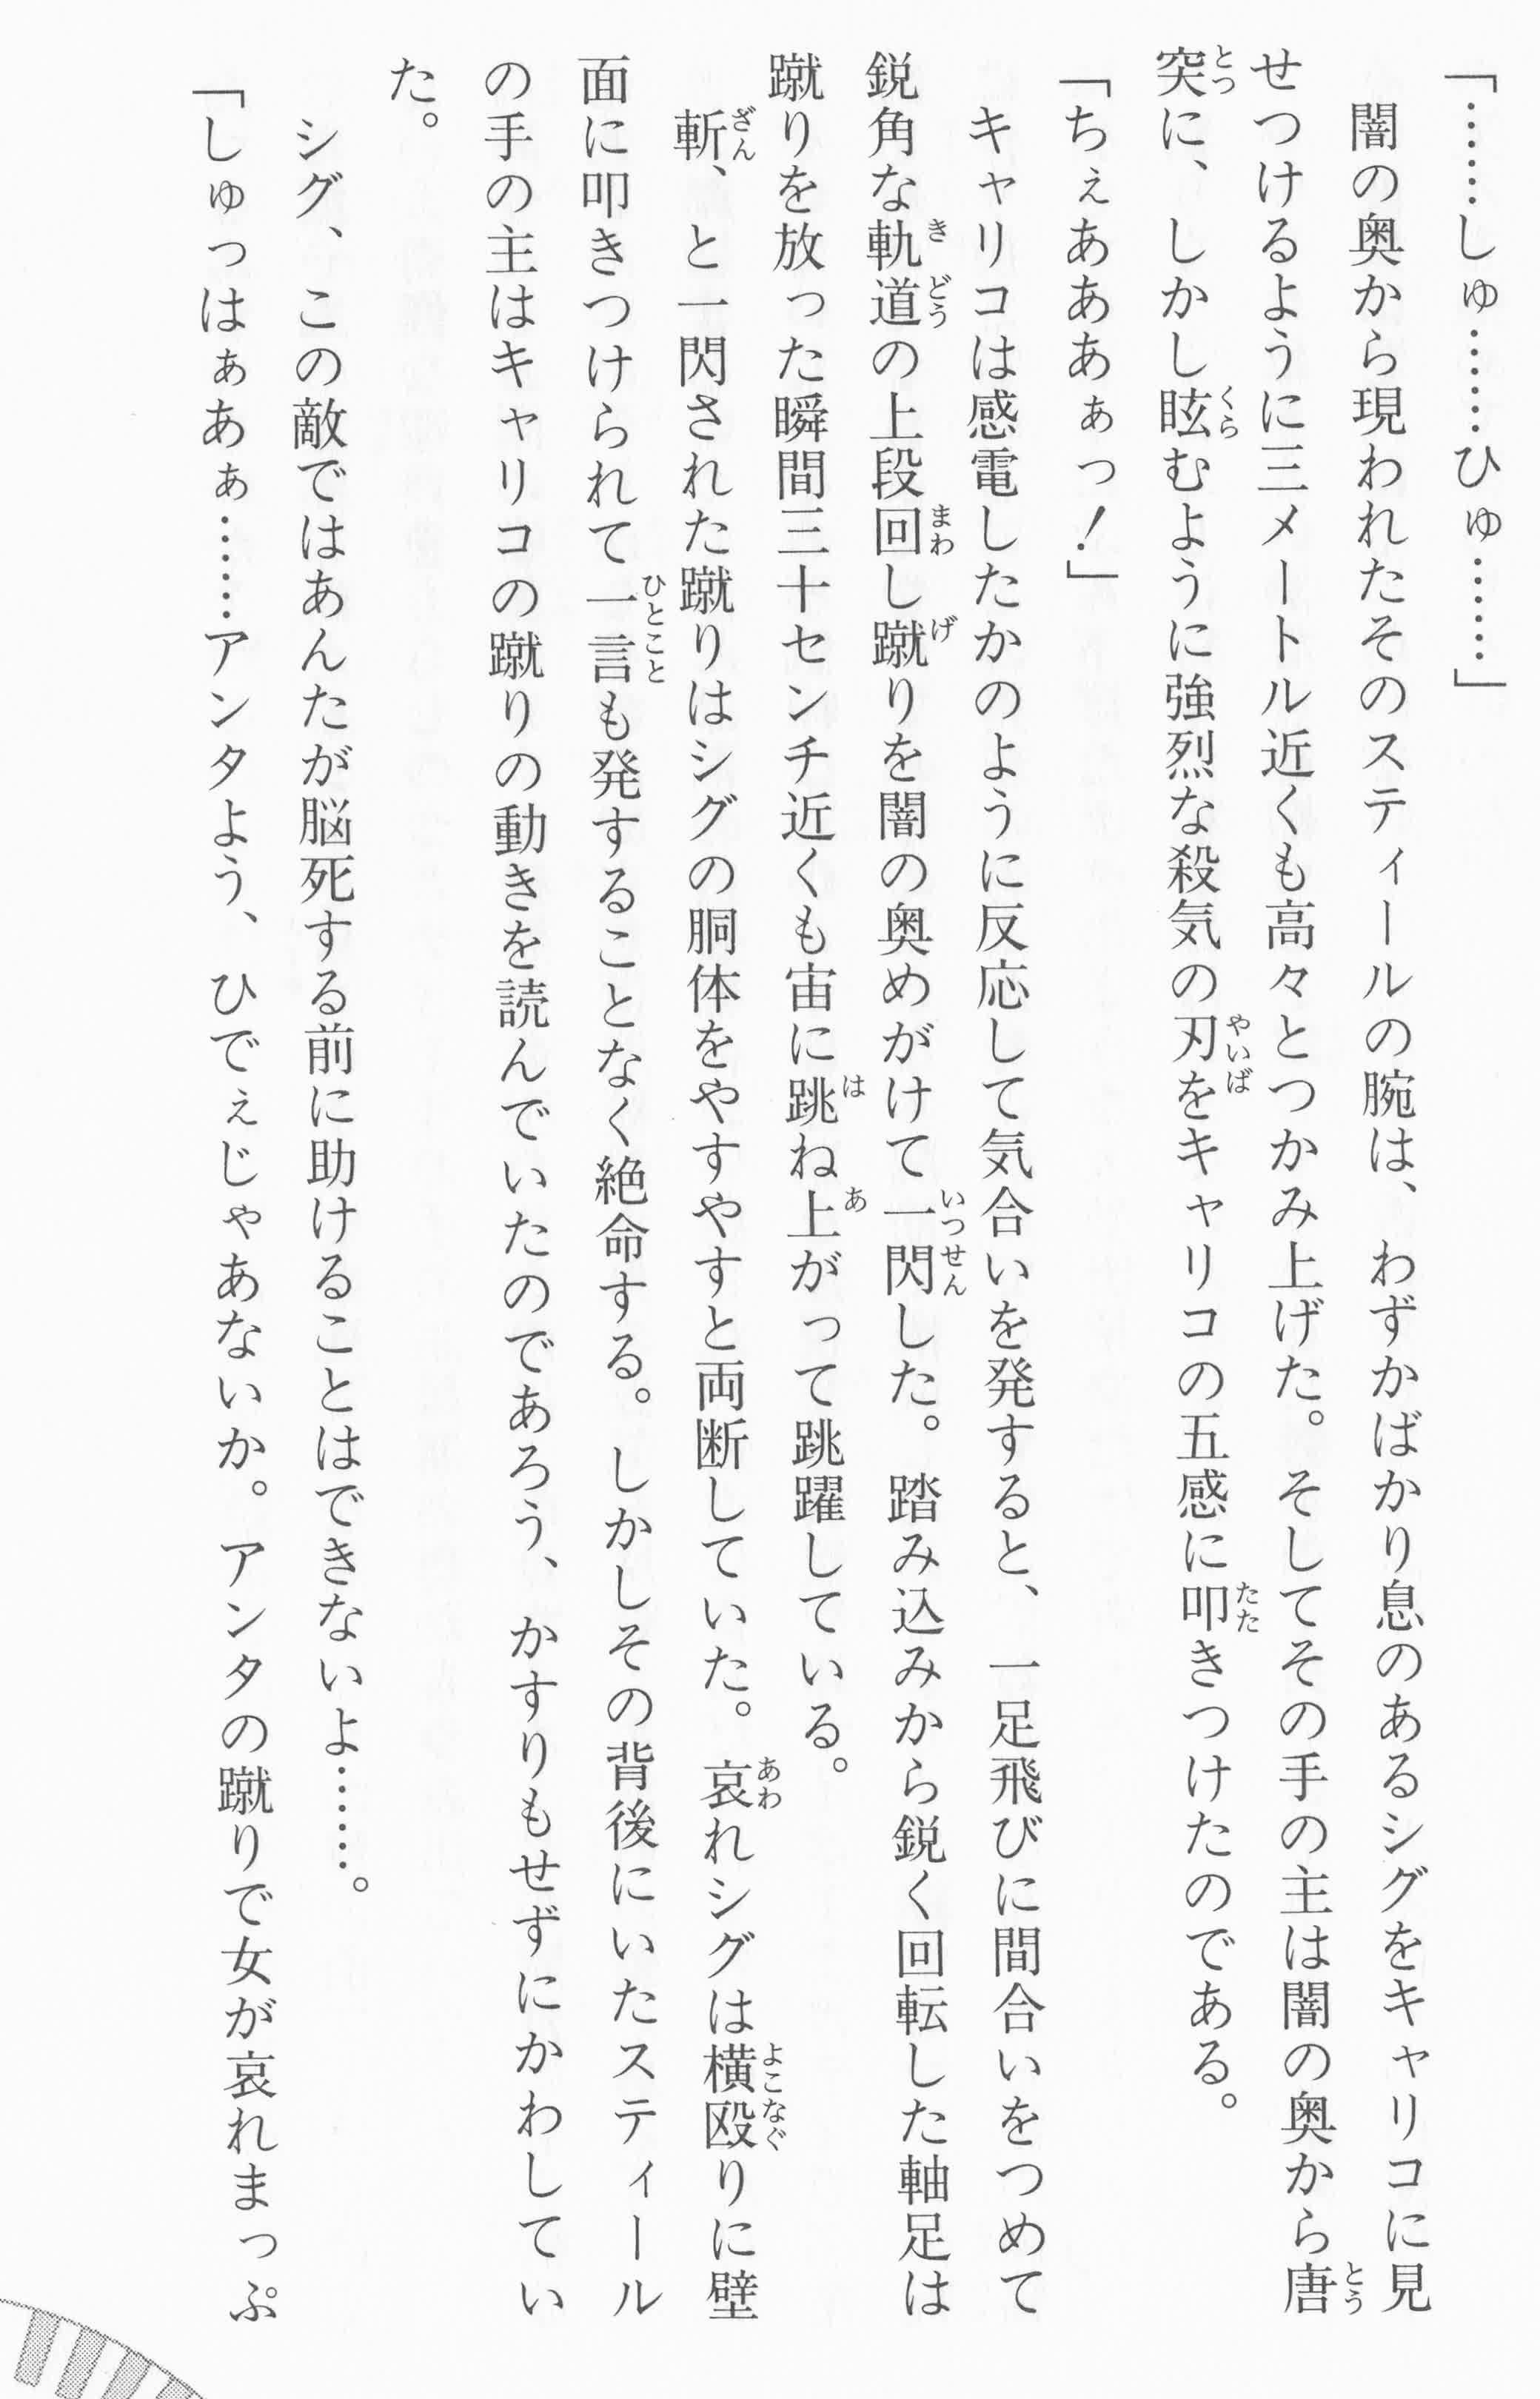 「……しゅ………ひゅ……」
　闇の奥から現われたそのスティールの腕は、わずかばかり息のあるシグをキャリコに見
せつけるように三メートル近くも高々とつかみ上げた。そしてその手の主は闇の奥から唐
突に、しかし眩むように強烈な殺気の刃をキャリコの五感に叩きつけたのである。
「ちぇあああぁっ！」
　キャリコは感電したかのように反応して気合いを発すると、一足飛びに間合いをつめて
鋭角な軌道の上段回し蹴りを闇の奥めがけて一閃した。踏み込みから鋭く回転した軸足は
蹴りを放った瞬間三十センチ近くも宙に跳ね上がって跳躍している。
　斬、と一閃された蹴りはシグの胴体をやすやすと両断していた。哀れシグは横殴りに壁
面に叩きつけられて一言も発することなく絶命する。しかしその背後にいたスティール
の手の主はキャリコの蹴りの動きを読んでいたのであろう、かすりもせずにかわしてい
た。
　シグ、この敵ではあんたが脳死する前に助けることはできないよ……。
「しゅっはぁあぁ……アンタよう、ひでぇじゃあないか。アンタの蹴りで女が哀れまっぷ